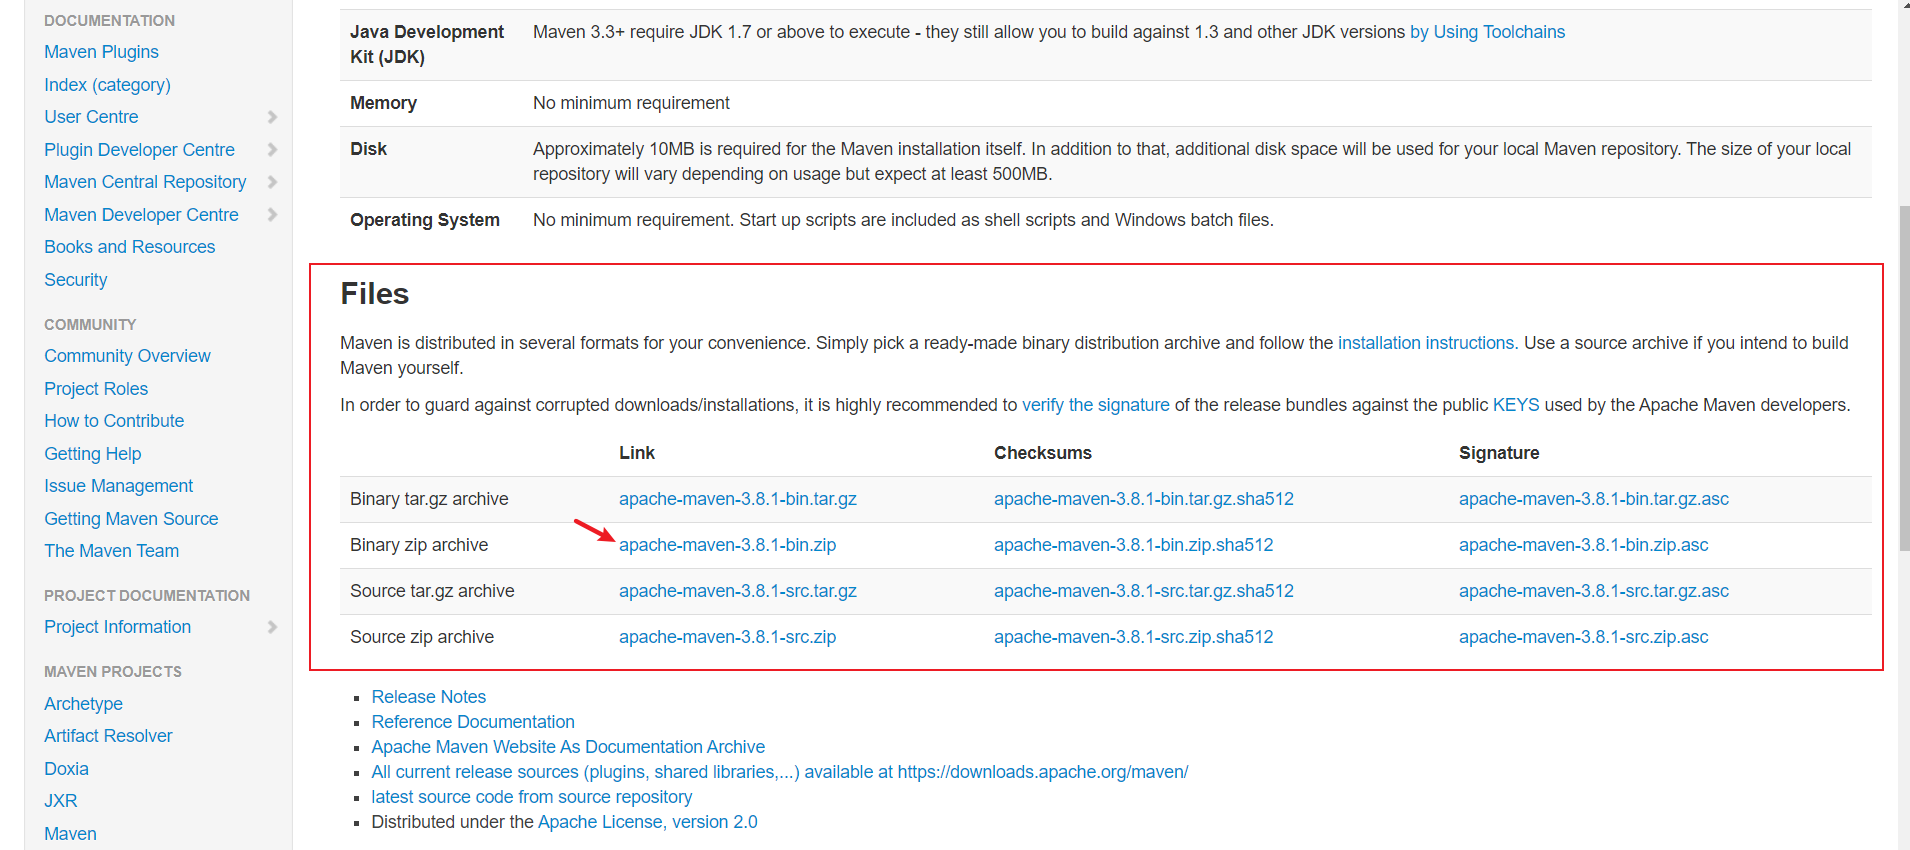 DOCUMENTATION
Maven Plugins
Index (category)
User Centre
Plugin Developer Centre
Maven Central Repository
Maven Developer Centre
Books and Resources
Security
COMMUNITY
Community Overview
Project Roles
How to Contribute
Getting Help
Issue Management
Getting Maven Source
The Maven Team
PROJECT DOCUMENTATION
Project Information
MAVEN PROJECTS
Archetype
Artifact Resolver
Doxia
JXR
Maven
Java Development Kit (JDK) Maven 3.3+ require JDK 1.7 or above to execute - they still allow you to build against 1.3 and other JDK versions by Using Toolchains
Memory No minimum requirement
Disk Approximately 10MB is required for the Maven installation itself. In addition to that, additional disk space will be used for your local Maven repository. The size of your local
repository will vary depending on usage but expect at least 500MB.
Operating System No minimum requirement. Start up scripts are included as shell scripts and Windows batch files.
Files
Maven is distributed in several formats for your convenience. Simply pick a ready-made binary distribution archive and follow the installation instructions. Use a source archive if you intend to build
Maven yourself.
In order to guard against corrupted downloads/installations, it is highly recommended to verify the signature of the release bundles against the public KEYS used by the Apache Maven developers.
Link Checksums Signature
Binary tar.gz archive apache-maven-3.8.1-bin.tar.gz apache-maven-3.8.1-bin.tar.gz.sha512 apache-maven-3.8.1-bin.tar.gz.asc
Binary zip archive apache-maven-3.8.1-bin.zip apache-maven-3.8.1-bin.zip.sha512 apache-maven-3.8.1-bin.zip.asc
Source tar.gz archive apache-maven-3.8.1-src.tar.gz apache-maven-3.8.1-src.tar.gz.sha512 apache-maven-3.8.1-src.tar.gz.asc
Source zip archive apache-maven-3.8.1-src.zip apache-maven-3.8.1-src.zip.sha512 apache-maven-3.8.1-src.zip.asc
Release Notes
Reference Documentation
Apache Maven Website As Documentation Archive
All current release sources (plugins, shared libraries,...) available at https://downloads.apache.org/maven/
latest source code from source repository
Distributed under the Apache License, version 2.0